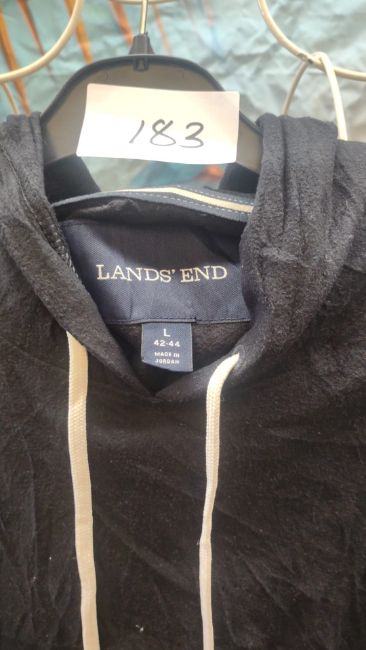 183
LANDS' END
L
42-44
MADE IN
JORDAN